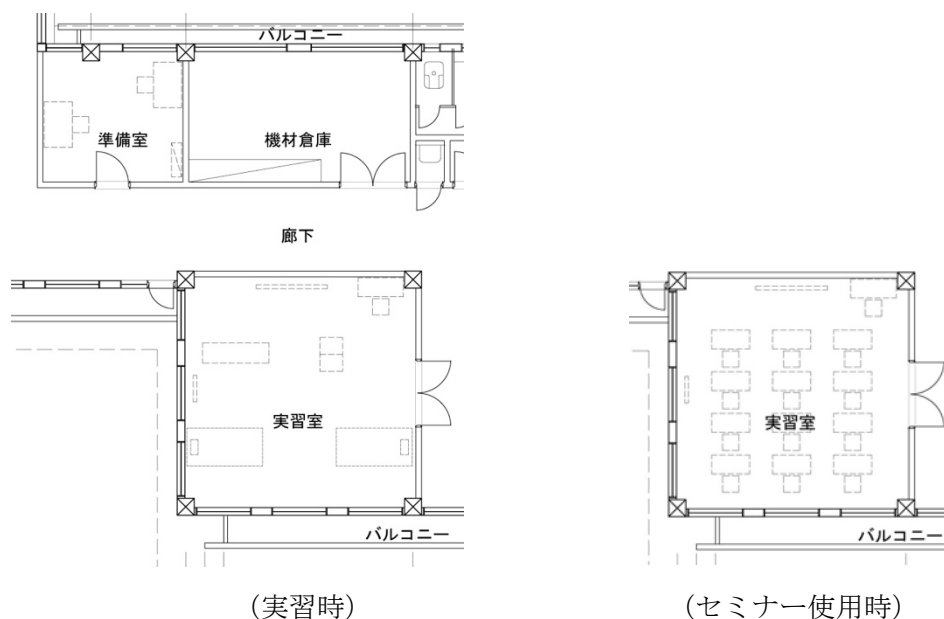 バルコニー
準備室
機材倉庫
廊下
実習室
バルコニー
(実習時)
実習室
バルコニー
(セミナー使用時)